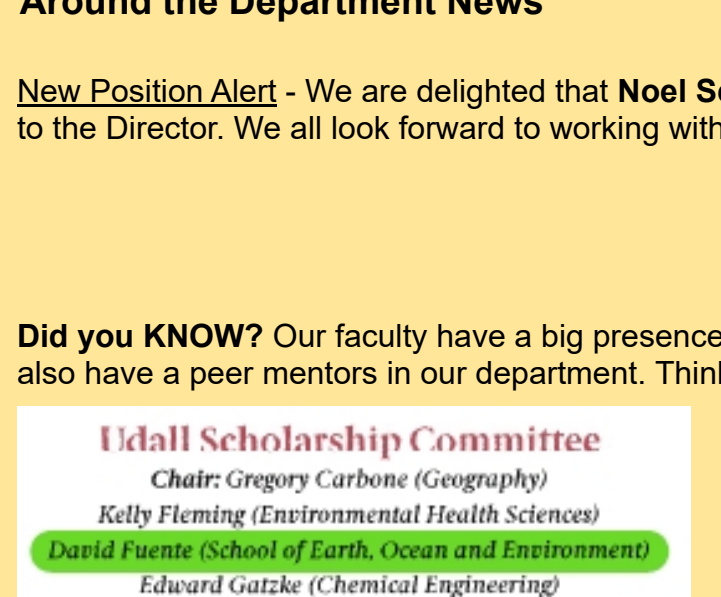 Around the Department News
New Position Alert - We are delighted that Noel
to the Director. We all look forward to working with
Did you KNOW? Our faculty have a big presence
also have a peer mentors in our department.
Udall Scholarship Committee
Chair: Gregory Carbone (Geography)
Kelly Fleming (Environmental Health Sciences)
David Fuente (School of Earth, Ocean and Environment)
Edward Gatzke (Chemical Engineering)